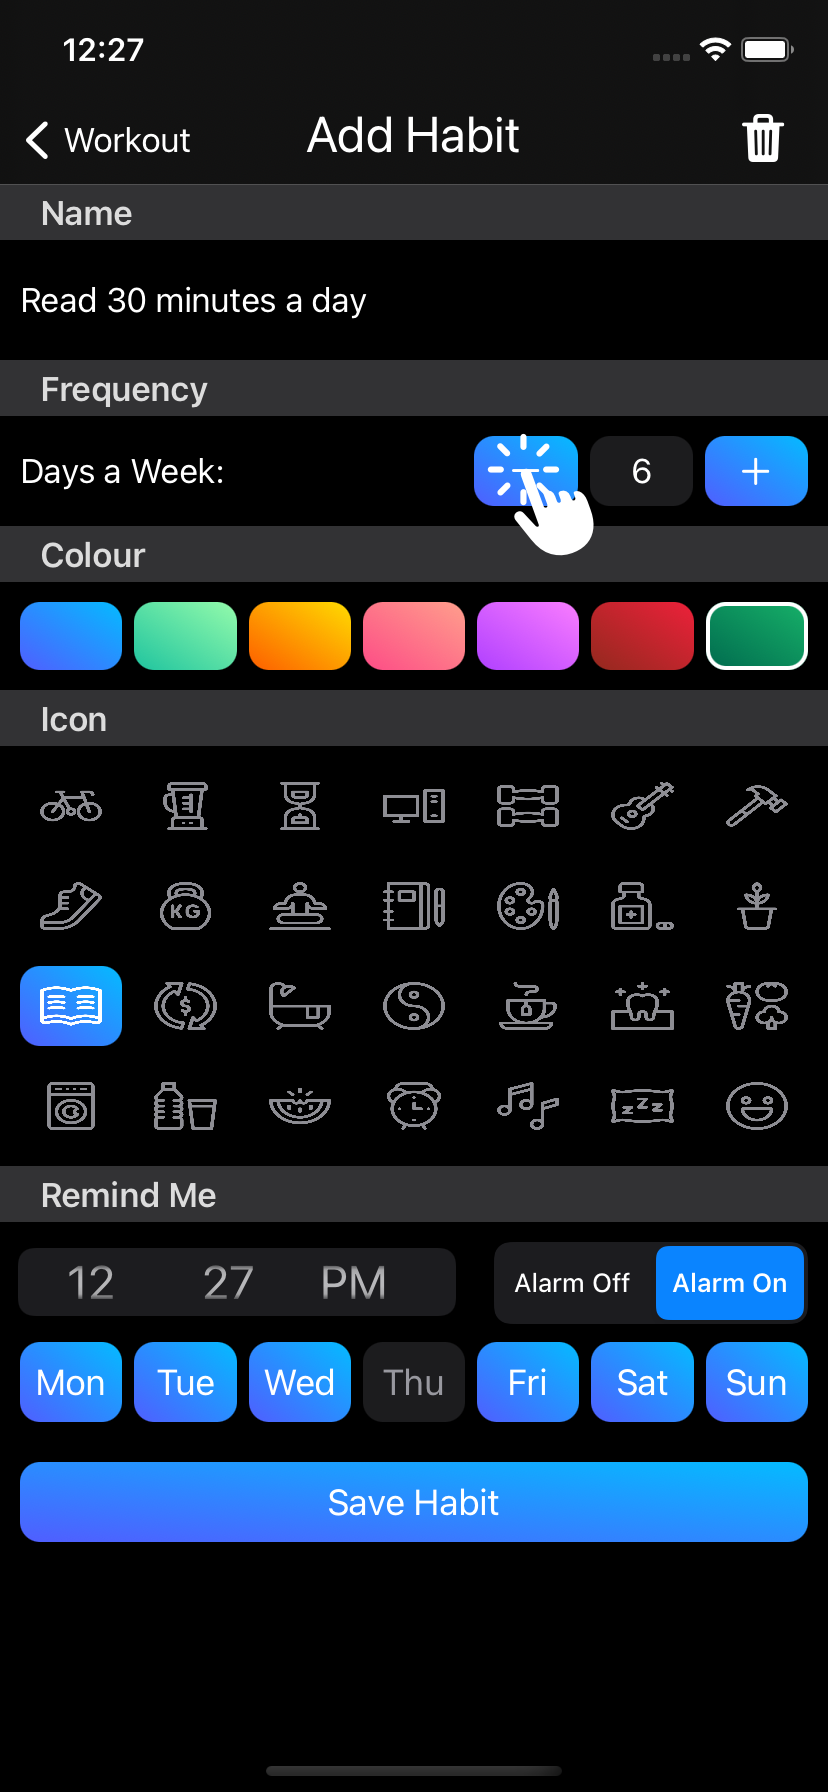 12:27
Workout
Add Habit
Name
Read 30 minutes a day
Frequency
Days a Week:
6
Colour
Icon
KG
$
zzz
Remind Me
12 27 PM
Alarm Off Alarm On
Mon Tue Wed Thu Fri Sat Sun
Save Habit